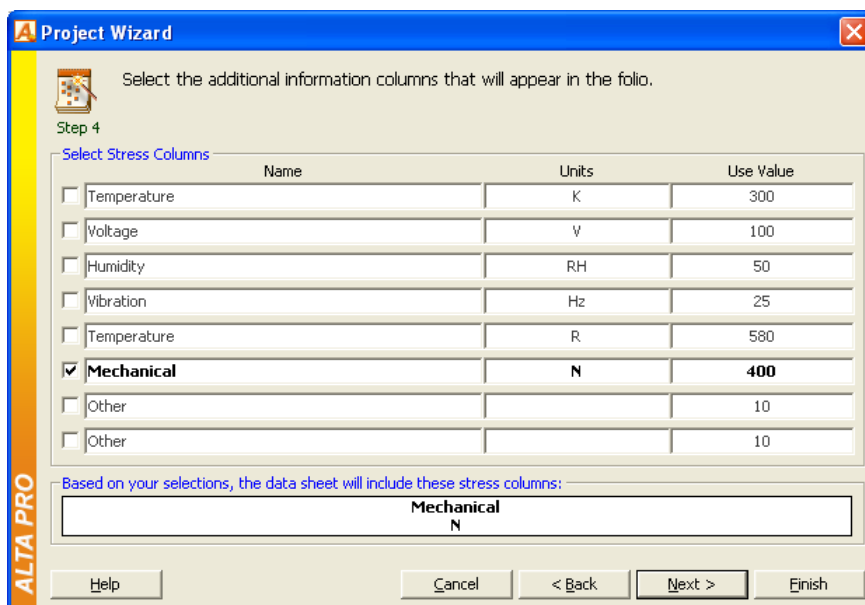 Project Wizard
Select the additional information columns that will appear in the folio.
Step 4
Select Stress Columns
Name Units Use Value
Temperature K 300
Voltage V 100
Humidity RH 50
Vibration Hz 25
Temperature R 580
Mechanical N 400
Other 10
Other 10
Based on your selections, the data sheet will include these stress columns:
Mechanical
N
ALTA PRO
Help Cancel < Back Next > Finish